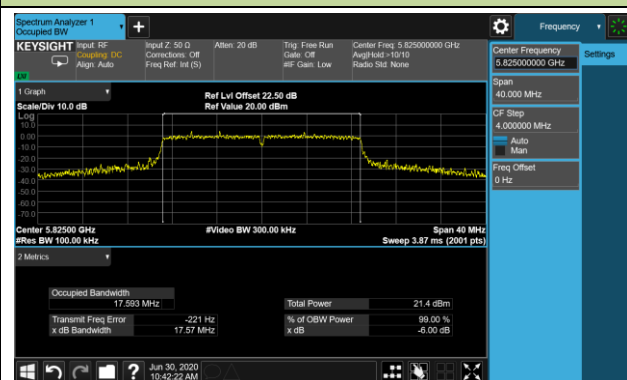 Spectrum Analyzer 1
Occupied BW
+
Frequency
KEYSIGHT Input: RF
Coupling: DC
Align: Auto
Input Z: 50 Ω
Corrections: Off
Freq Ref: Int (S)
Atten: 20 dB
Trig: Free Run
Gate: Off
#IF Gain: Low
Center Freq: 5.825000000 GHz
Avg|Hold:>10/10
Radio Std: None
Center Frequency
5.825000000 GHz
Settings
Span
40.000 MHz
CF Step
4.000000 MHz
Auto
Man
Freq Offset
0 Hz
1 Graph
Scale/Div 10.0 dB
Ref Lvl Offset 22.50 dB
Ref Value 20.00 dBm
Log
10.0
0.00
-10.0
-20.0
-30.0
-40.0
-50.0
-60.0
-70.0
Center 5.82500 GHz
#Res BW 100.00 kHz
#Video BW 300.00 kHz
Span 40 MHz
Sweep 3.87 ms (2001 pts)
2 Metrics
Occupied Bandwidth
17.593 MHz
Transmit Freq Error -221 Hz
x dB Bandwidth 17.57 MHz
Total Power 21.4 dBm
% of OBW Power 99.00 %
x dB -6.00 dB
?
Jun 30, 2020
10:42:22 AM